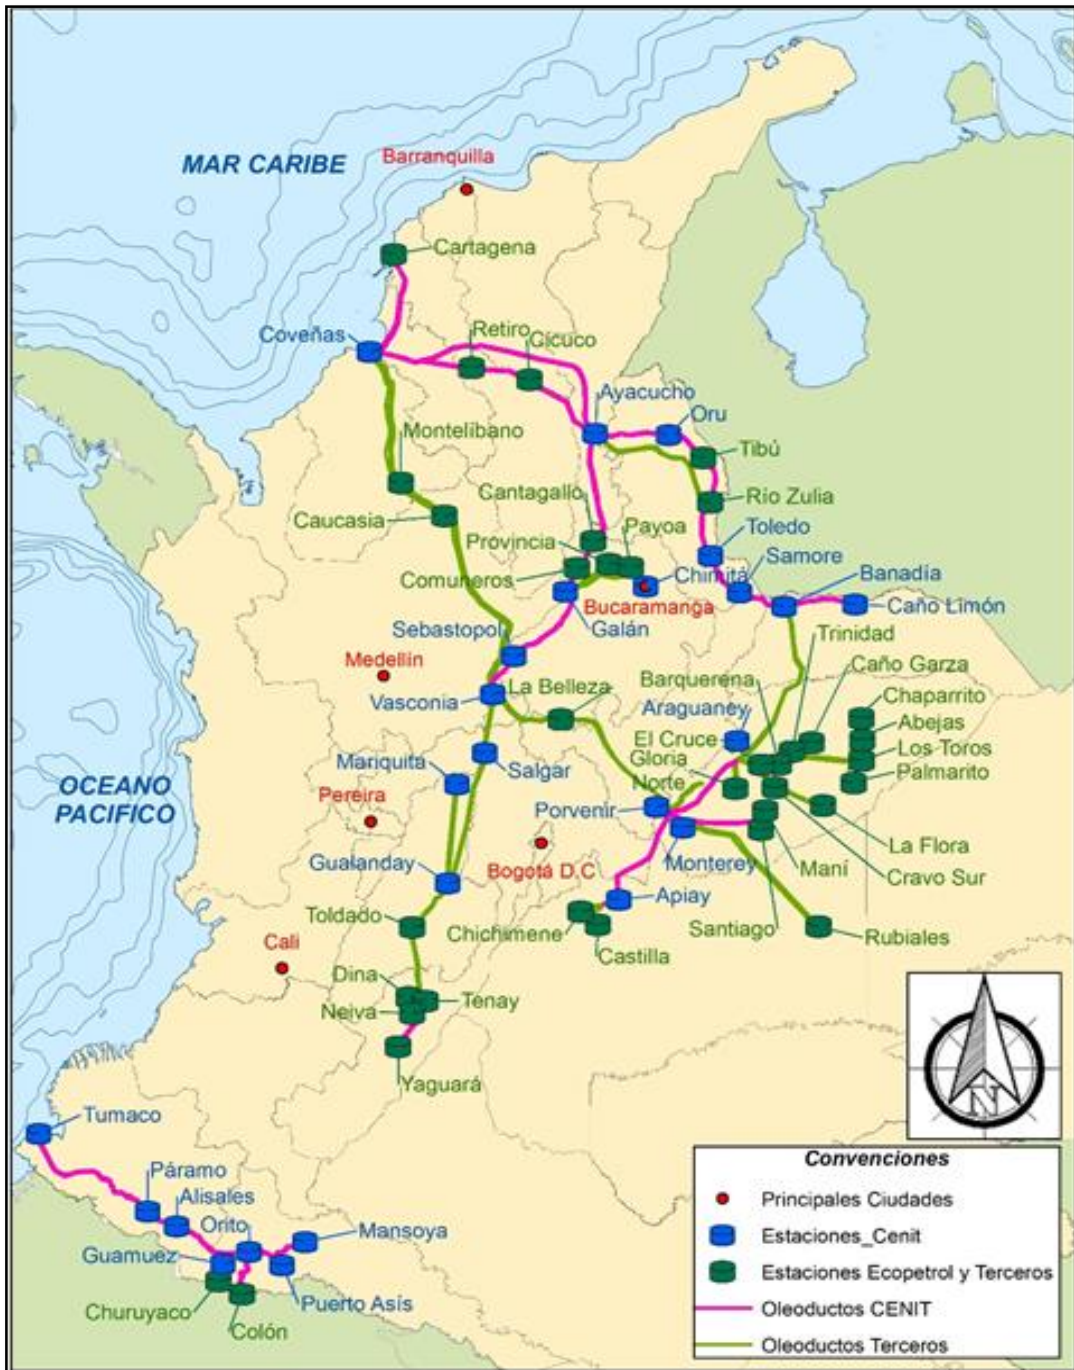 MAR CARIBE
Barranquilla
Cartagena
Coveñas
Retiro
Cicuco
Ayacucho
Oru
Montelibano
Tibú
Cantagallo
Río Zulia
Caucasia
Payoa
Toledo
Provincia
Samore
Comuneros
Chimitá
Banadía
Bucaramanga
Caño Limón
Galán
Sebastopol
Trinidad
Medellín
Barquereña
Caño Garza
La Belleza
Vasconia
Araguaney
Chaparrito
Abejas
El Cruce
Gloria
Los Toros
Mariquita
Salgar
Norte
Palmarito
OCEANO
PACIFICO
Pereira
Porvenir
La Flora
Gualanday
Bogotá D.C
Monterey
Maní
Cravo Sur
Apiay
Toldado
Chichimene
Santiago
Rubiales
Cali
Castilla
Dina
Tenay
Neiva
Yaguará
N
Tumaco
Páramo
Alisales
Orito
Mansoya
Guamuez
Puerto Asís
Churuyaco
Colón
Convenciones
Principales Ciudades
Estaciones_Cenit
Estaciones Ecopetrol y Terceros
Oleoductos CENIT
Oleoductos Terceros